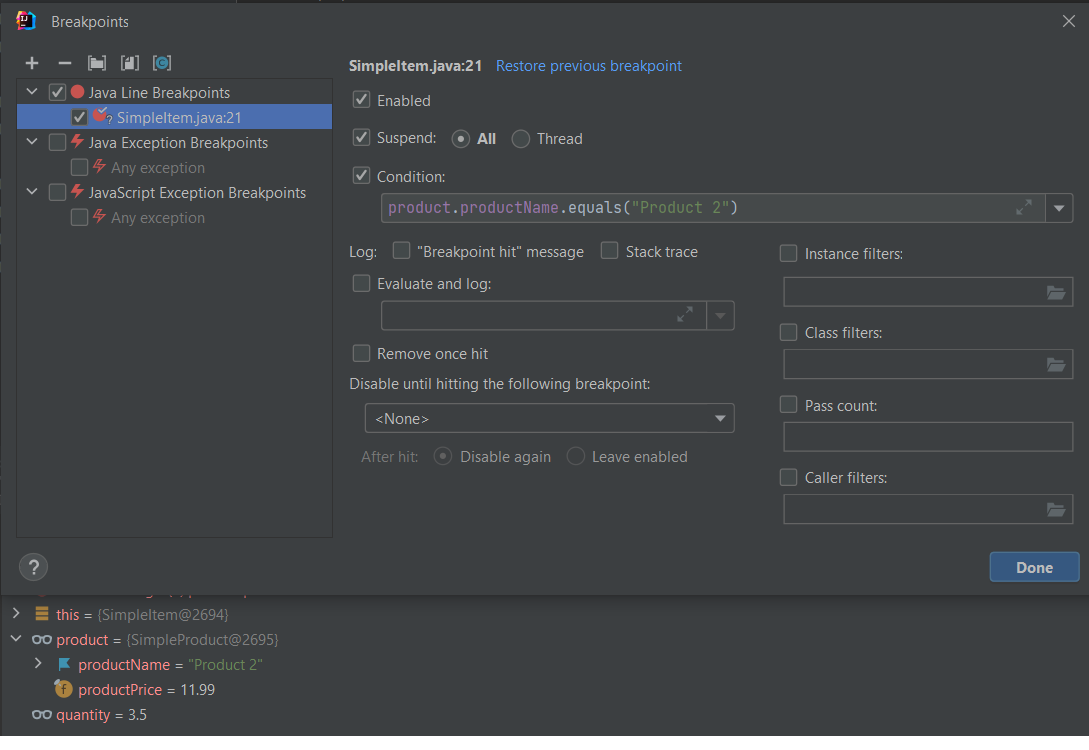 Breakpoints
SimpleItem.java:21 Restore previous breakpoint
Java Line Breakpoints
SimpleItem.java:21
Java Exception Breakpoints
Any exception
JavaScript Exception Breakpoints
Any exception
Enabled
Suspend: All Thread
Condition:
product.productName.equals("Product 2")
Log: "Breakpoint hit" message Stack trace
Evaluate and log:
Remove once hit
Disable until hitting the following breakpoint:
<None>
After hit: Disable again Leave enabled
Instance filters:
Class filters:
Pass count:
Caller filters:
?
Done
this = {SimpleItem@2694}
product = {SimpleProduct@2695}
productName = "Product 2"
productPrice = 11.99
quantity = 3.5